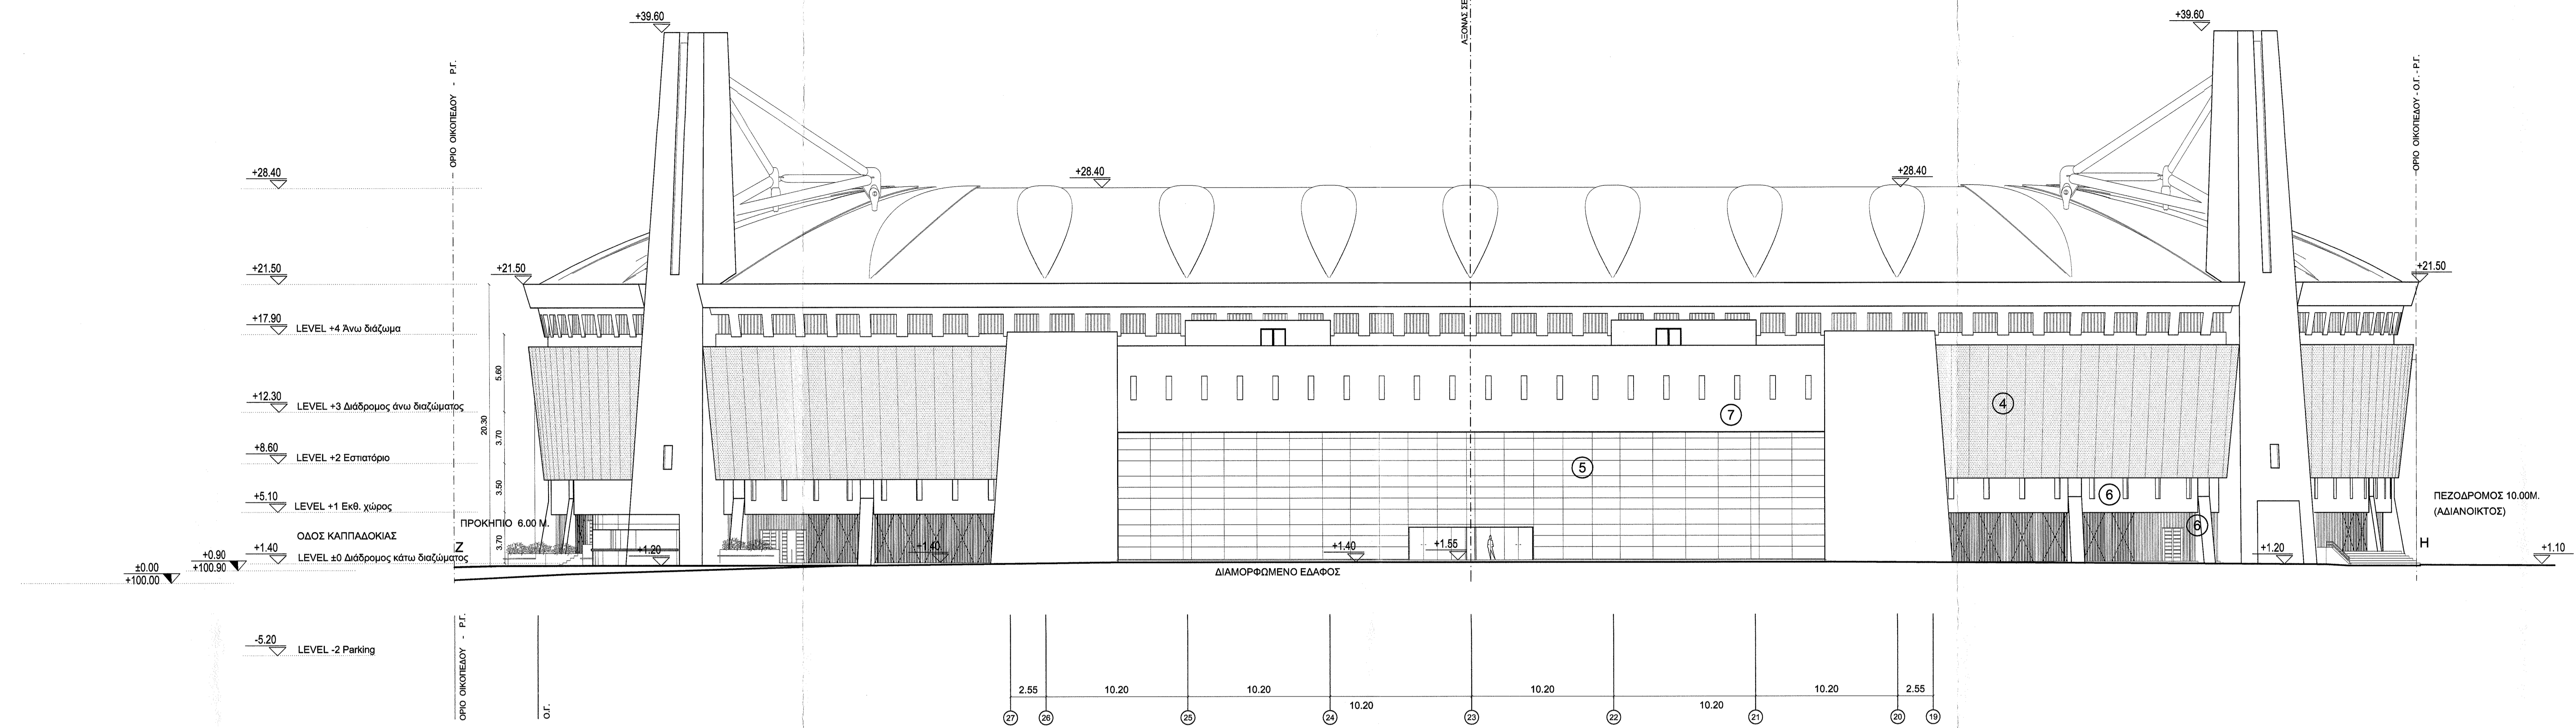 +39.60
+39.60
ΑΞΟΝΑΣ ΣΕ
ΟΡΙΟ ΟΙΚΟΠΕΔΟΥ - Ρ.Γ.
ΟΡΙΟ ΟΙΚΟΠΕΔΟΥ - Ο.Γ. - Ρ.Γ.
+28.40
+28.40
+28.40
+21.50
+21.50
+21.50
+17.90
LEVEL +4 Άνω διάζωμα
5.60
+12.30
LEVEL +3 Διάδρομος άνω διαζώματος
4
7
20.30
3.70
+8.60
LEVEL +2 Εστιατόριο
5
3.50
+5.10
LEVEL +1 Εκθ. χώρος
6
ΠΕΖΟΔΡΟΜΟΣ 10.00Μ.
(ΑΔΙΑΝΟΙΚΤΟΣ)
ΠΡΟΚΗΠΙΟ 6.00 Μ.
6
ΟΔΟΣ ΚΑΠΠΑΔΟΚΙΑΣ
3.70
Z
H
+1.40
LEVEL ±0 Διάδρομος κάτω διαζώματος
+1.20
+1.40
+1.40
+1.55
+1.20
+1.10
+0.90
+100.90
±0.00
+100.00
ΔΙΑΜΟΡΦΩΜΕΝΟ ΕΔΑΦΟΣ
-5.20
LEVEL -2 Parking
ΟΡΙΟ ΟΙΚΟΠΕΔΟΥ - Ρ.Γ.
Ο.Γ.
2.55
10.20
10.20
10.20
10.20
10.20
10.20
2.55
27
26
25
24
23
22
21
20
19